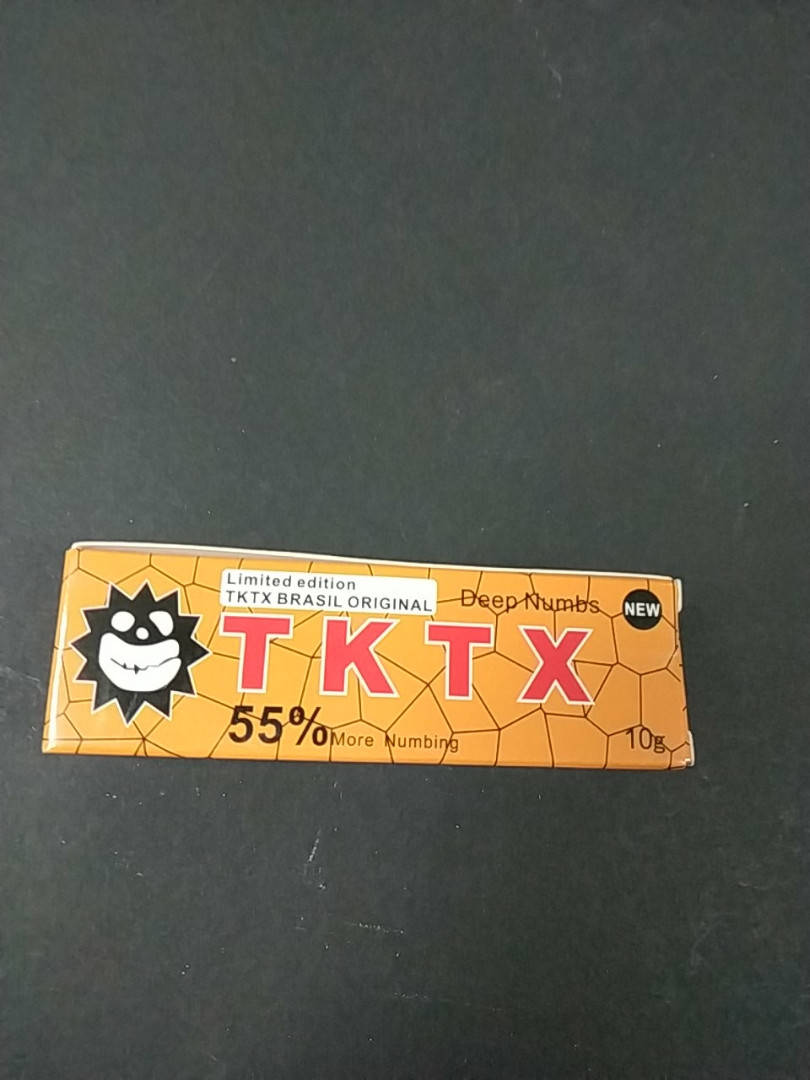 Limited edition
TKTX BRASIL ORIGINAL
Deep Numbs
NEW
TKTX
55% More Numbing
10g